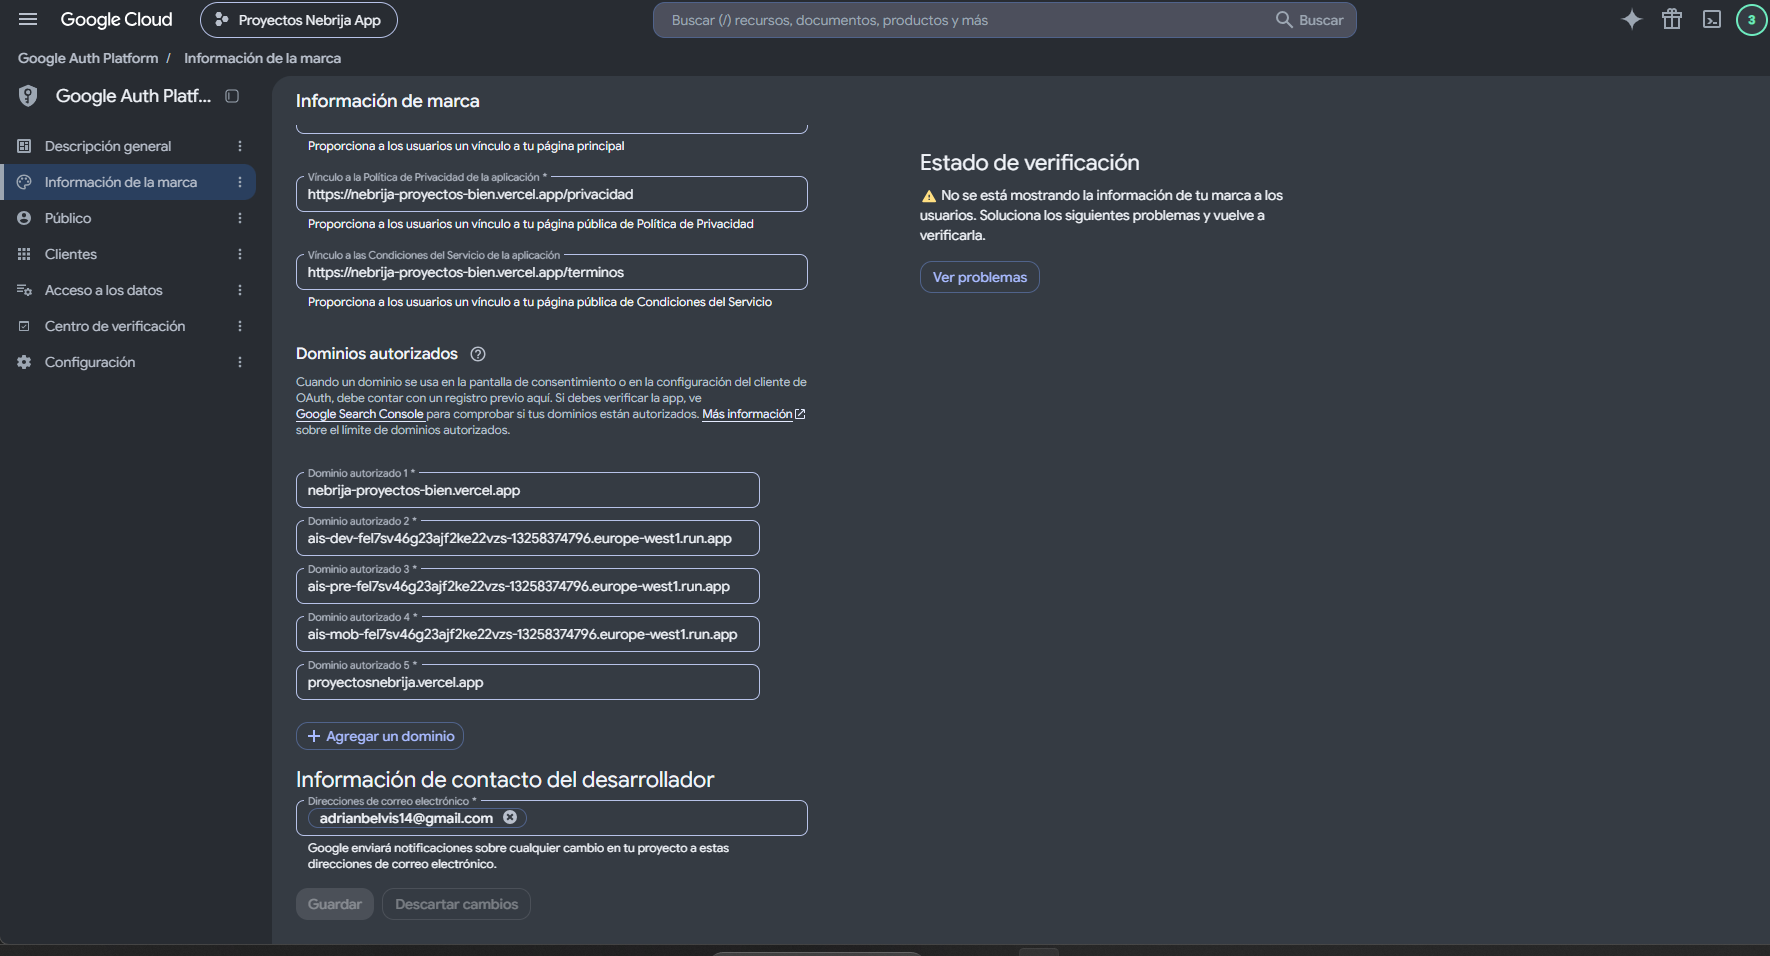 Google Cloud
Proyectos Nebrija App
Buscar (/) recursos, documentos, productos y más
Buscar
3
Google Auth Platform / Información de la marca
Google Auth Platf...
Descripción general
Información de la marca
Público
Clientes
Acceso a los datos
Centro de verificación
Configuración
Información de marca
Proporciona a los usuarios un vínculo a tu página principal
Vínculo a la Política de Privacidad de la aplicación *
https://nebrija-proyectos-bien.vercel.app/privacidad
Proporciona a los usuarios un vínculo a tu página pública de Política de Privacidad
Vínculo a las Condiciones del Servicio de la aplicación
https://nebrija-proyectos-bien.vercel.app/terminos
Proporciona a los usuarios un vínculo a tu página pública de Condiciones del Servicio
Dominios autorizados
Cuando un dominio se usa en la pantalla de consentimiento o en la configuración del cliente de
OAuth, debe contar con un registro previo aquí. Si debes verificar la app, ve
Google Search Console para comprobar si tus dominios están autorizados. Más información
sobre el límite de dominios autorizados.
Dominio autorizado 1 *
nebrija-proyectos-bien.vercel.app
Dominio autorizado 2 *
ais-dev-fel7sv46g23ajf2ke22vzs-13258374796.europe-west1.run.app
Dominio autorizado 3 *
ais-pre-fel7sv46g23ajf2ke22vzs-13258374796.europe-west1.run.app
Dominio autorizado 4 *
ais-mob-fel7sv46g23ajf2ke22vzs-13258374796.europe-west1.run.app
Dominio autorizado 5 *
proyectosnebrija.vercel.app
Agregar un dominio
Información de contacto del desarrollador
Direcciones de correo electrónico *
adrianbelvis14@gmail.com
Google enviará notificaciones sobre cualquier cambio en tu proyecto a estas
direcciones de correo electrónico.
Guardar
Descartar cambios
Estado de verificación
No se está mostrando la información de tu marca a los
usuarios. Soluciona los siguientes problemas y vuelve a
verificarla.
Ver problemas